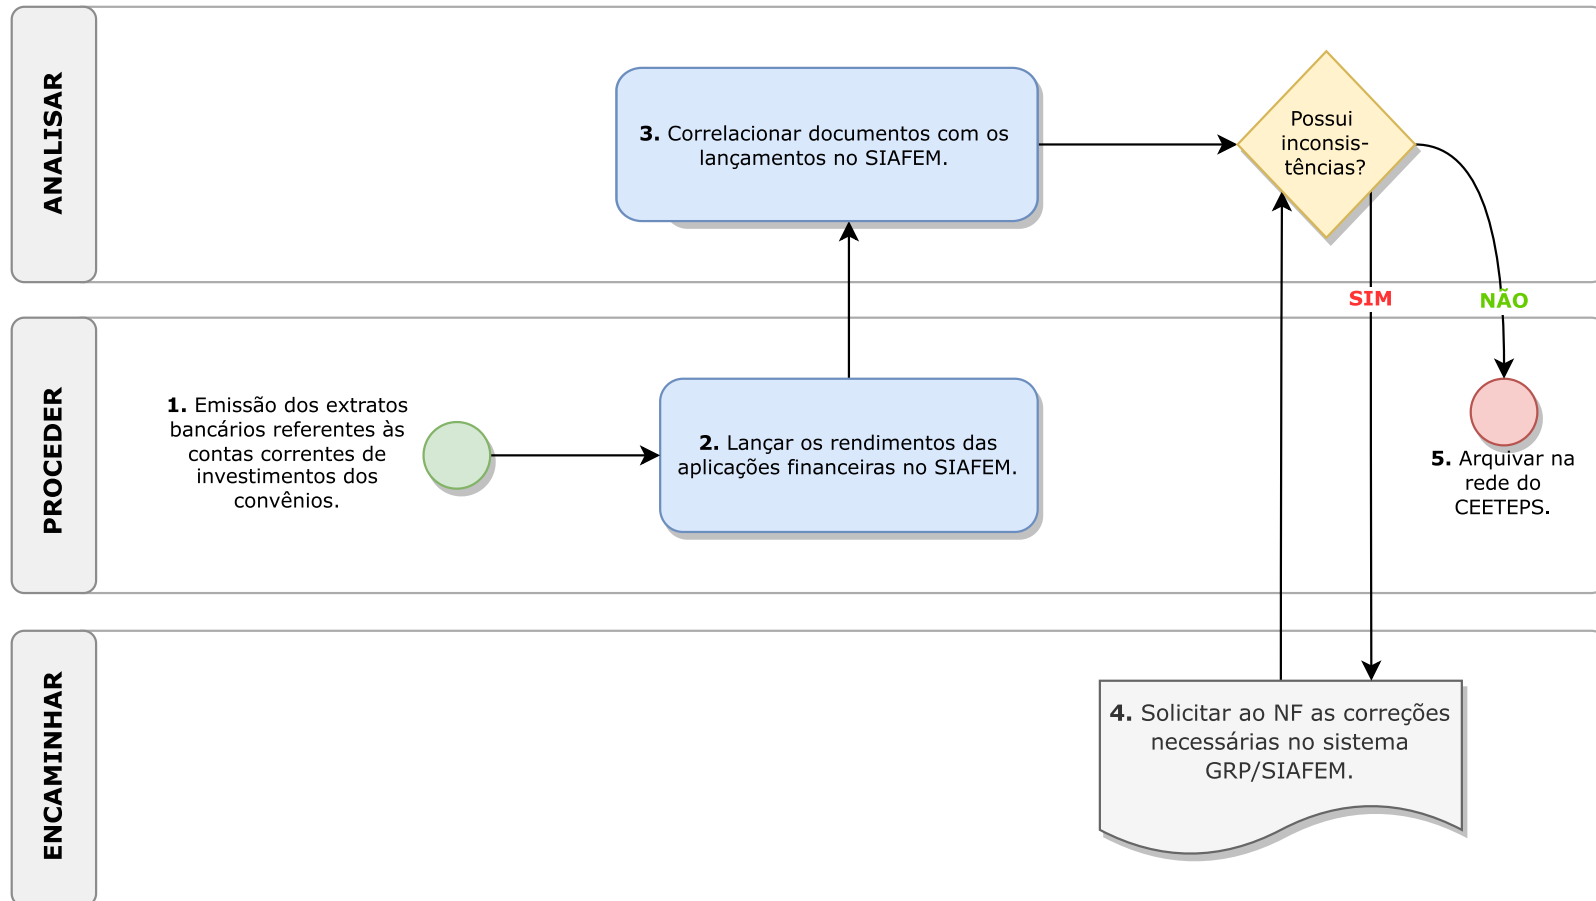 ANALISAR
3. Correlacionar documentos com os
lançamentos no SIAFEM.
Possui
inconsis-
tências?
SIM
NÃO
PROCEDER
1. Emissão dos extratos
bancários referentes às
contas correntes de
investimentos dos
convênios.
2. Lançar os rendimentos das
aplicações financeiras no SIAFEM.
5. Arquivar na
rede do
CEETEPS.
ENCAMINHAR
4. Solicitar ao NF as correções
necessárias no sistema
GRP/SIAFEM.